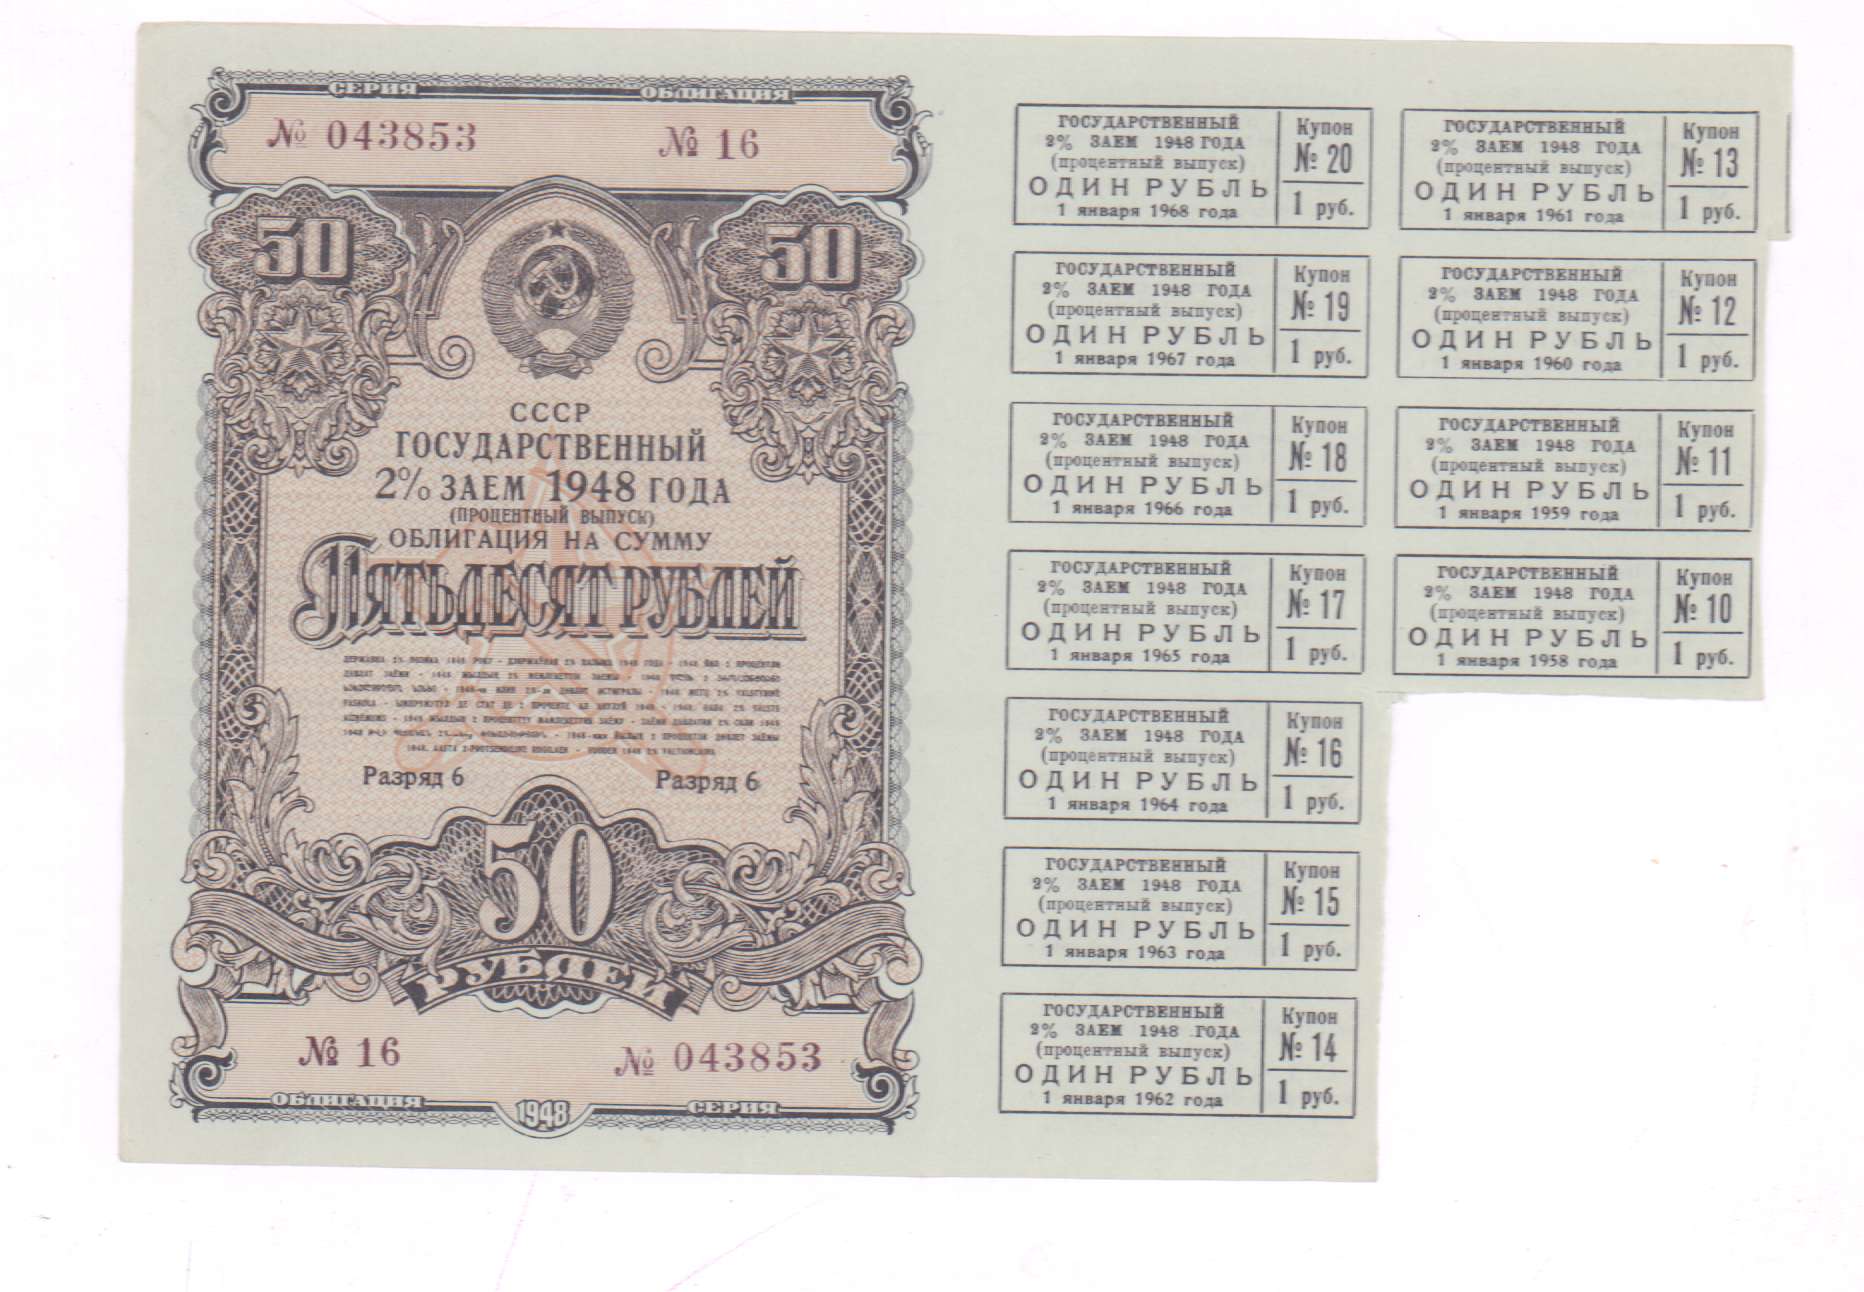 СЕРИЯ ОБЛИГАЦИЯ
№ 043853 № 16
50 50
СССР
ГОСУДАРСТВЕННЫЙ
2% ЗАЕМ 1948 ГОДА
(ПРОЦЕНТНЫЙ ВЫПУСК)
ОБЛИГАЦИЯ НА СУММУ
ПЯТЬДЕСЯТ РУБЛЕЙ
Разряд 6 Разряд 6
50
РУБЛЕЙ
№ 16 № 043853
ОБЛИГАЦИЯ 1948 СЕРИЯ
ГОСУДАРСТВЕННЫЙ
2% ЗАЕМ 1948 ГОДА
(процентный выпуск)
ОДИН РУБЛЬ
1 января 1968 года
Купон
№ 20
1 руб.
ГОСУДАРСТВЕННЫЙ
2% ЗАЕМ 1948 ГОДА
(процентный выпуск)
ОДИН РУБЛЬ
1 января 1967 года
Купон
№ 19
1 руб.
ГОСУДАРСТВЕННЫЙ
2% ЗАЕМ 1948 ГОДА
(процентный выпуск)
ОДИН РУБЛЬ
1 января 1966 года
Купон
№ 18
1 руб.
ГОСУДАРСТВЕННЫЙ
2% ЗАЕМ 1948 ГОДА
(процентный выпуск)
ОДИН РУБЛЬ
1 января 1965 года
Купон
№ 17
1 руб.
ГОСУДАРСТВЕННЫЙ
2% ЗАЕМ 1948 ГОДА
(процентный выпуск)
ОДИН РУБЛЬ
1 января 1964 года
Купон
№ 16
1 руб.
ГОСУДАРСТВЕННЫЙ
2% ЗАЕМ 1948 ГОДА
(процентный выпуск)
ОДИН РУБЛЬ
1 января 1963 года
Купон
№ 15
1 руб.
ГОСУДАРСТВЕННЫЙ
2% ЗАЕМ 1948 ГОДА
(процентный выпуск)
ОДИН РУБЛЬ
1 января 1962 года
Купон
№ 14
1 руб.
ГОСУДАРСТВЕННЫЙ
2% ЗАЕМ 1948 ГОДА
(процентный выпуск)
ОДИН РУБЛЬ
1 января 1961 года
Купон
№ 13
1 руб.
ГОСУДАРСТВЕННЫЙ
2% ЗАЕМ 1948 ГОДА
(процентный выпуск)
ОДИН РУБЛЬ
1 января 1960 года
Купон
№ 12
1 руб.
ГОСУДАРСТВЕННЫЙ
2% ЗАЕМ 1948 ГОДА
(процентный выпуск)
ОДИН РУБЛЬ
1 января 1959 года
Купон
№ 11
1 руб.
ГОСУДАРСТВЕННЫЙ
2% ЗАЕМ 1948 ГОДА
(процентный выпуск)
ОДИН РУБЛЬ
1 января 1958 года
Купон
№ 10
1 руб.